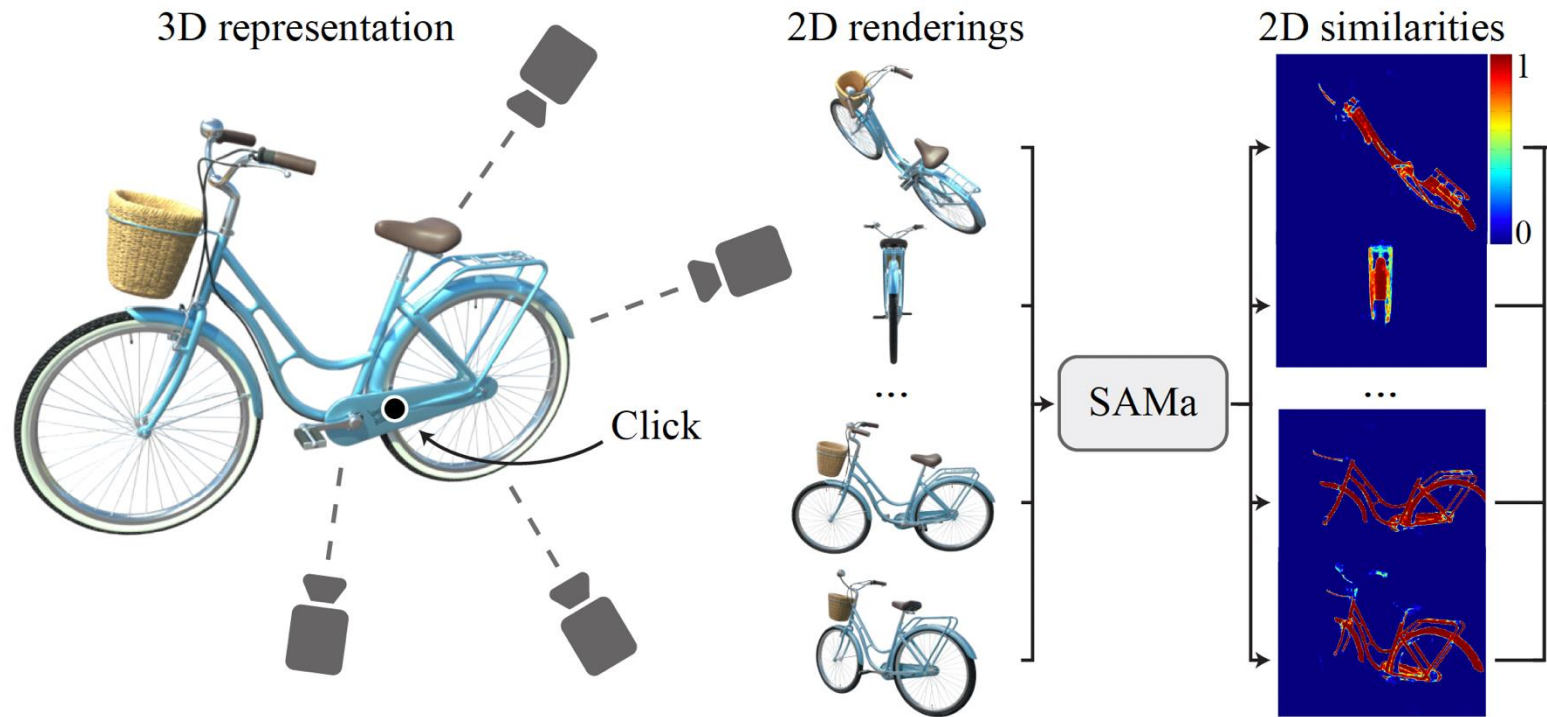 3D representation
2D renderings
2D similarities
1
0
...
...
SAMa
Click